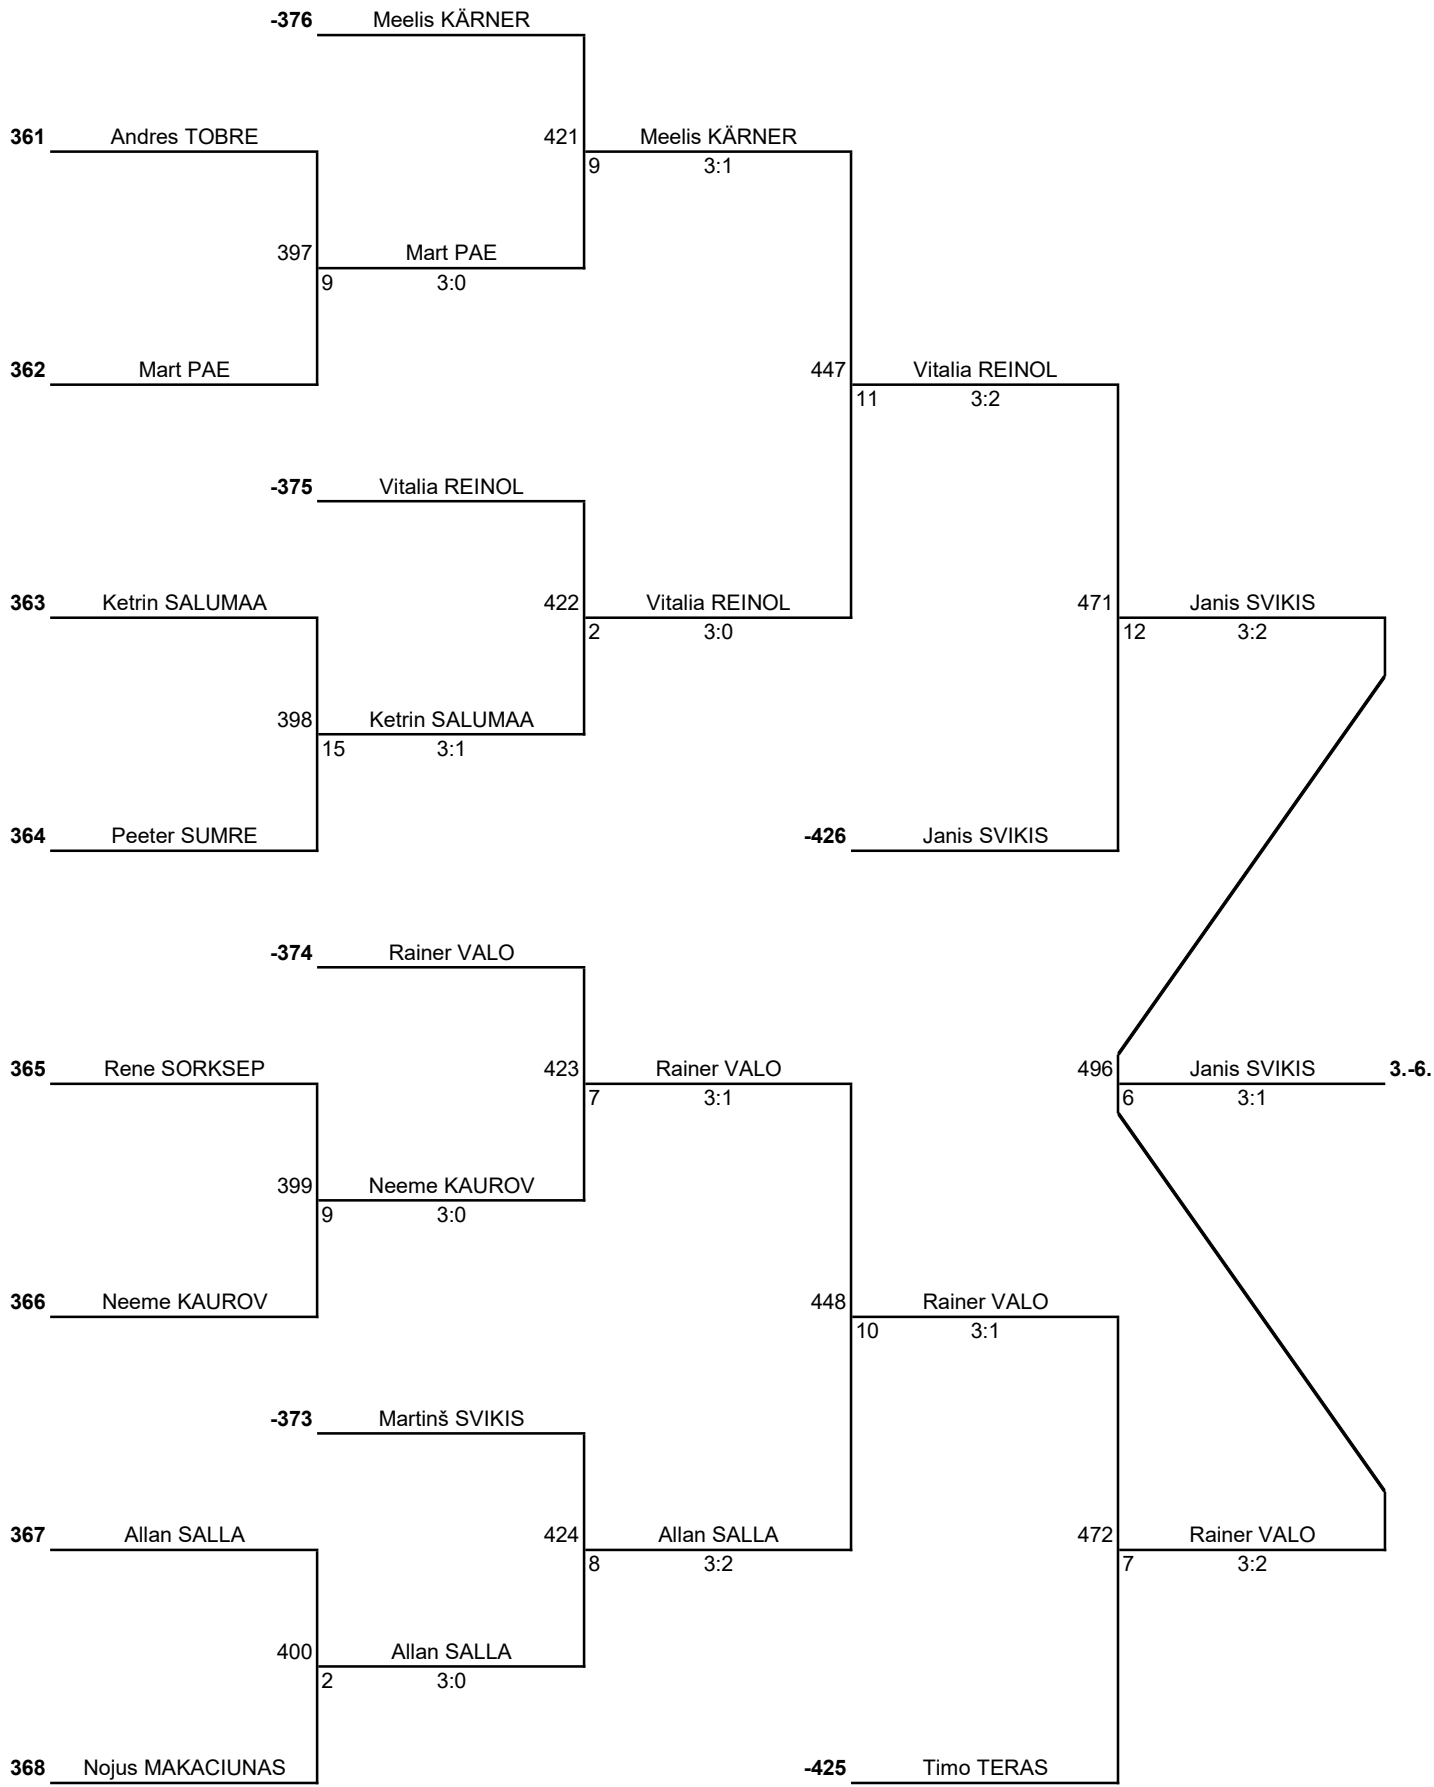 -376 Meelis KÄRNER
361 Andres TOBRE 421 Meelis KÄRNER
9 3:1
397 Mart PAE
9 3:0
362 Mart PAE 447 Vitalia REINOL
11 3:2
-375 Vitalia REINOL
363 Ketrin SALUMAA 422 Vitalia REINOL 471 Janis SVIKIS
2 3:0 12 3:2
398 Ketrin SALUMAA
15 3:1
364 Peeter SUMRE -426 Janis SVIKIS
-374 Rainer VALO
365 Rene SORKSEP 423 Rainer VALO 496 Janis SVIKIS 3.-6.
7 3:1 6 3:1
399 Neeme KAUROV
9 3:0
366 Neeme KAUROV 448 Rainer VALO
10 3:1
-373 Martinš SVIKIS
367 Allan SALLA 424 Allan SALLA 472 Rainer VALO
8 3:2 7 3:2
400 Allan SALLA
2 3:0
368 Nojus MAKACIUNAS -425 Timo TERAS